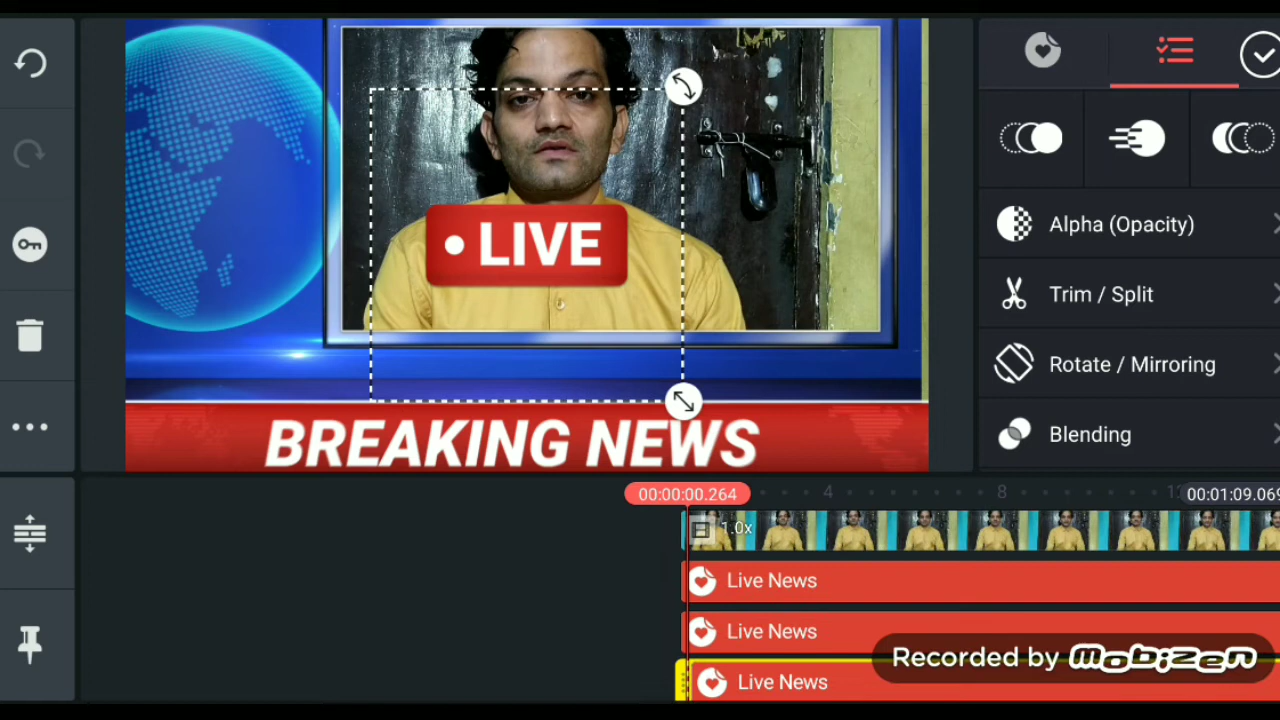 Alpha (Opacity)
• LIVE
Trim / Split
Rotate / Mirroring
BREAKING NEWS
Blending
00:00:00.264
4
8
00:01:09.069
1.0x
Live News
Live News
Recorded by Mobizen
Live News